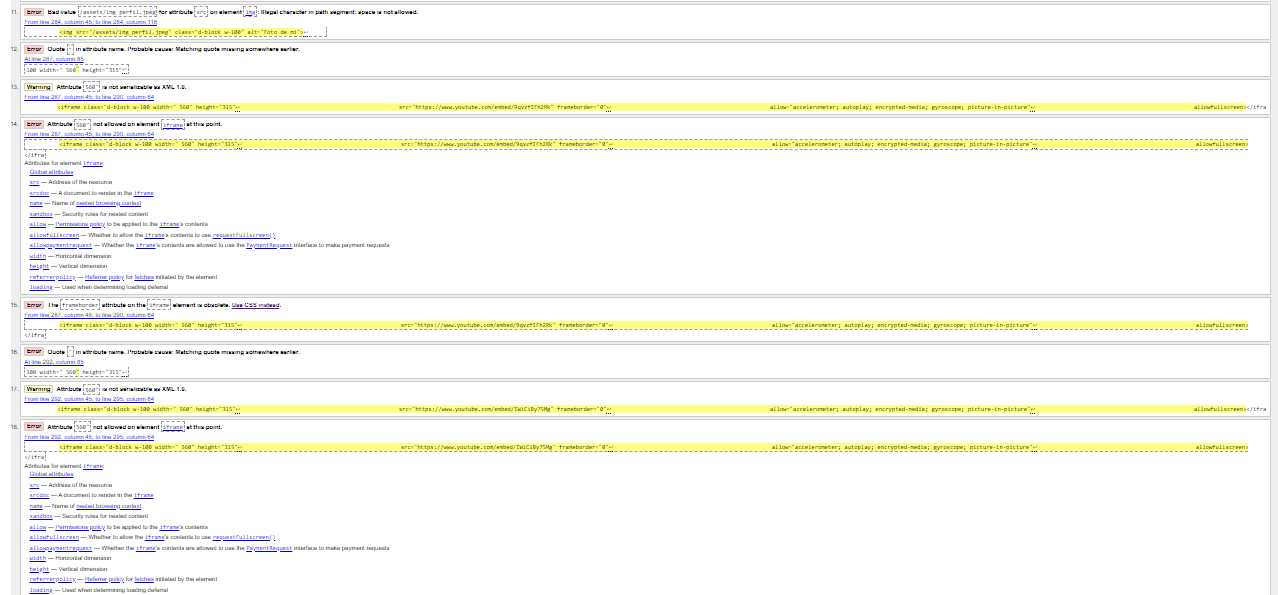 11. Error Bad value /assets/img perfil.jpeg for attribute src on element img: Illegal character in path segment: space is not allowed.
From line 284, column 45; to line 284, column 118
<img src="/assets/img perfil.jpeg" class="d-block w-100" alt="Foto de mi">↩
12. Error Quote " in attribute name. Probable cause: Matching quote missing somewhere earlier.
At line 287, column 85
100 width=" 560" height="315"↩
13. Warning Attribute 560" is not serializable as XML 1.0.
From line 287, column 45; to line 290, column 64
<iframe class="d-block w-100 width=" 560" height="315"↩ src="https://www.youtube.com/embed/9qvzfIFh2Rk" frameborder="0"↩ allow="accelerometer; autoplay; encrypted-media; gyroscope; picture-in-picture"↩ allowfullscreen></ifra
14. Error Attribute 560" not allowed on element iframe at this point.
From line 287, column 45; to line 290, column 64
<iframe class="d-block w-100 width=" 560" height="315"↩ src="https://www.youtube.com/embed/9qvzfIFh2Rk" frameborder="0"↩ allow="accelerometer; autoplay; encrypted-media; gyroscope; picture-in-picture"↩ allowfullscreen>
</ifra
Attributes for element iframe:
Global attributes
src — Address of the resource
srcdoc — A document to render in the iframe
name — Name of nested browsing context
sandbox — Security rules for nested content
allow — Permissions policy to be applied to the iframe's contents
allowfullscreen — Whether to allow the iframe's contents to use requestFullscreen()
allowpaymentrequest — Whether the iframe's contents are allowed to use the PaymentRequest interface to make payment requests
width — Horizontal dimension
height — Vertical dimension
referrerpolicy — Referrer policy for fetches initiated by the element
loading — Used when determining loading deferral
15. Error The frameborder attribute on the iframe element is obsolete. Use CSS instead.
From line 287, column 45; to line 290, column 64
<iframe class="d-block w-100 width=" 560" height="315"↩ src="https://www.youtube.com/embed/9qvzfIFh2Rk" frameborder="0"↩ allow="accelerometer; autoplay; encrypted-media; gyroscope; picture-in-picture"↩ allowfullscreen>
</ifra
16. Error Quote " in attribute name. Probable cause: Matching quote missing somewhere earlier.
At line 292, column 85
100 width=" 560" height="315"↩
17. Warning Attribute 560" is not serializable as XML 1.0.
From line 292, column 45; to line 295, column 64
<iframe class="d-block w-100 width=" 560" height="315"↩ src="https://www.youtube.com/embed/IWiCiBy75Mg" frameborder="0"↩ allow="accelerometer; autoplay; encrypted-media; gyroscope; picture-in-picture"↩ allowfullscreen></ifra
18. Error Attribute 560" not allowed on element iframe at this point.
From line 292, column 45; to line 295, column 64
<iframe class="d-block w-100 width=" 560" height="315"↩ src="https://www.youtube.com/embed/IWiCiBy75Mg" frameborder="0"↩ allow="accelerometer; autoplay; encrypted-media; gyroscope; picture-in-picture"↩ allowfullscreen>
</ifra
Attributes for element iframe:
Global attributes
src — Address of the resource
srcdoc — A document to render in the iframe
name — Name of nested browsing context
sandbox — Security rules for nested content
allow — Permissions policy to be applied to the iframe's contents
allowfullscreen — Whether to allow the iframe's contents to use requestFullscreen()
allowpaymentrequest — Whether the iframe's contents are allowed to use the PaymentRequest interface to make payment requests
width — Horizontal dimension
height — Vertical dimension
referrerpolicy — Referrer policy for fetches initiated by the element
loading — Used when determining loading deferral